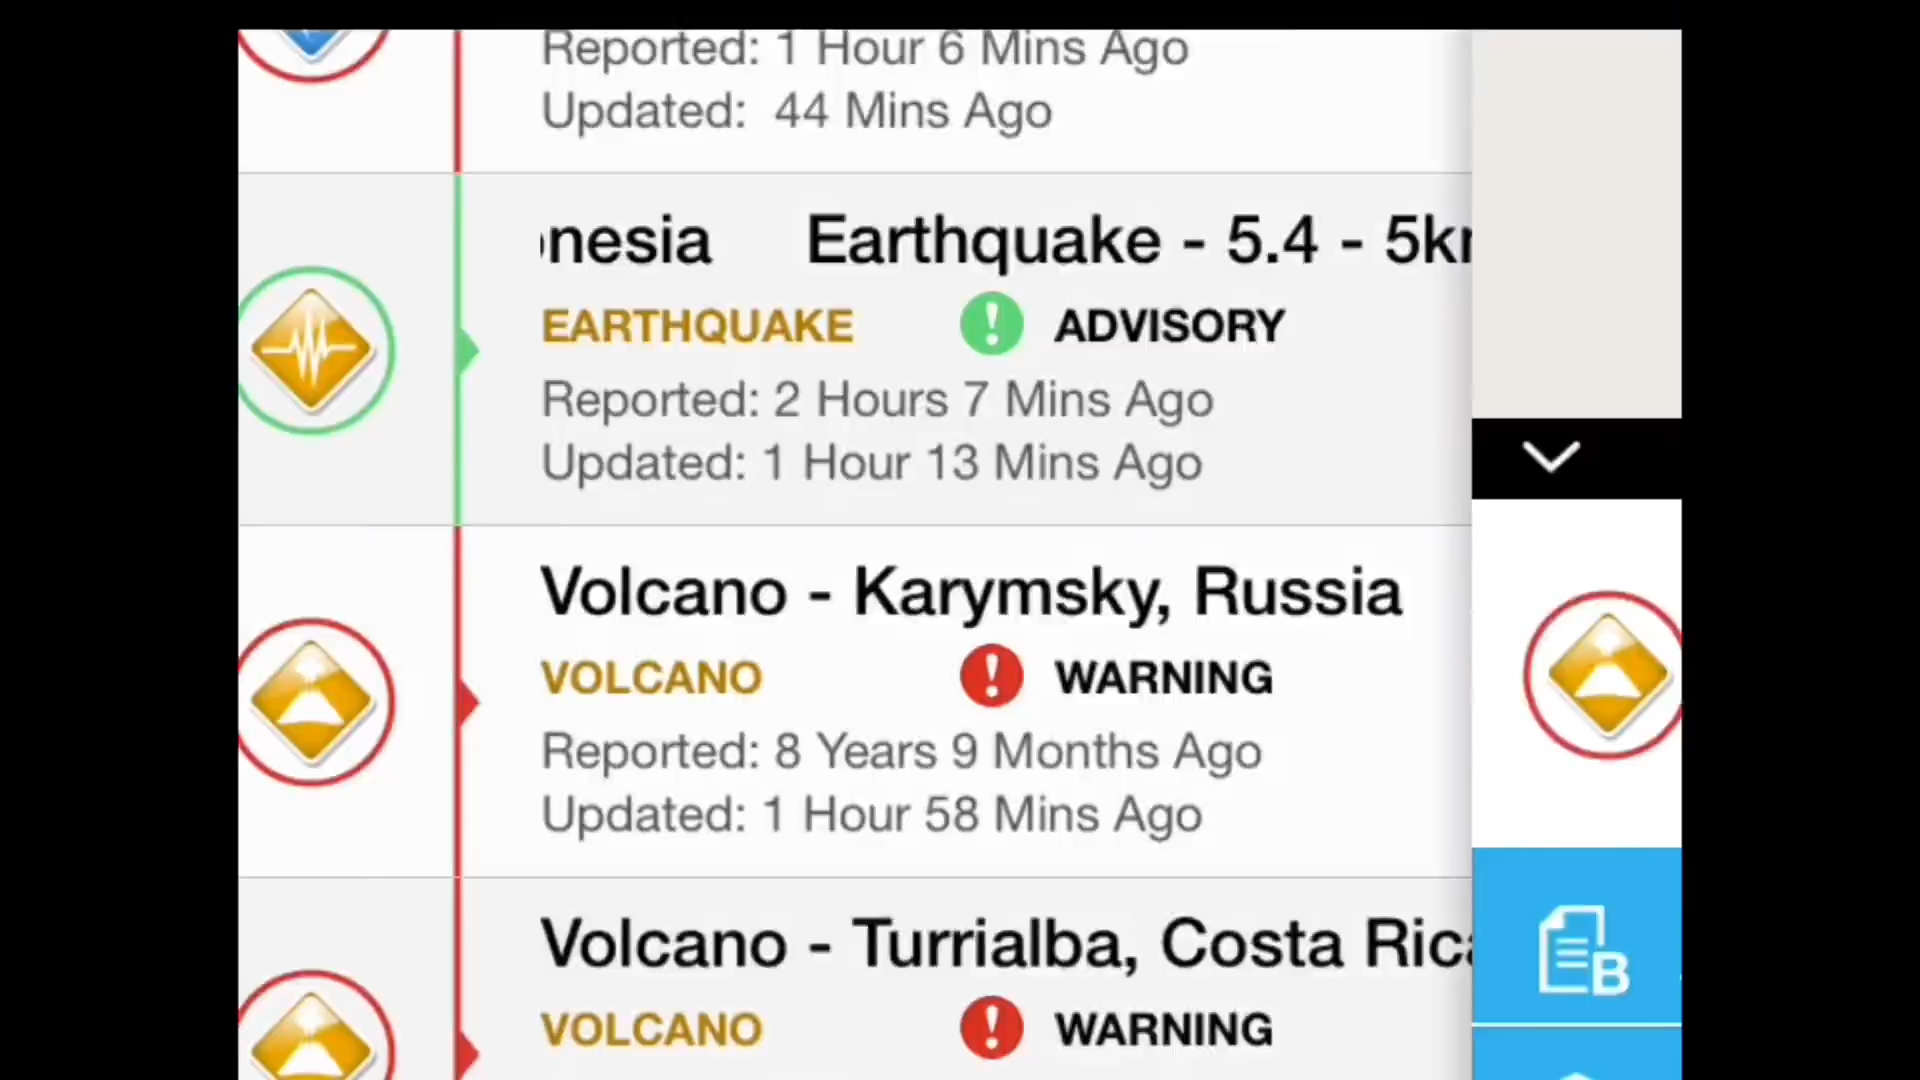 Reported: 1 Hour 6 Mins Ago
Updated: 44 Mins Ago
nesia Earthquake - 5.4 - 5k
EARTHQUAKE ! ADVISORY
Reported: 2 Hours 7 Mins Ago
Updated: 1 Hour 13 Mins Ago
Volcano - Karymsky, Russia
VOLCANO ! WARNING
Reported: 8 Years 9 Months Ago
Updated: 1 Hour 58 Mins Ago
Volcano - Turrialba, Costa Rica
VOLCANO ! WARNING
B